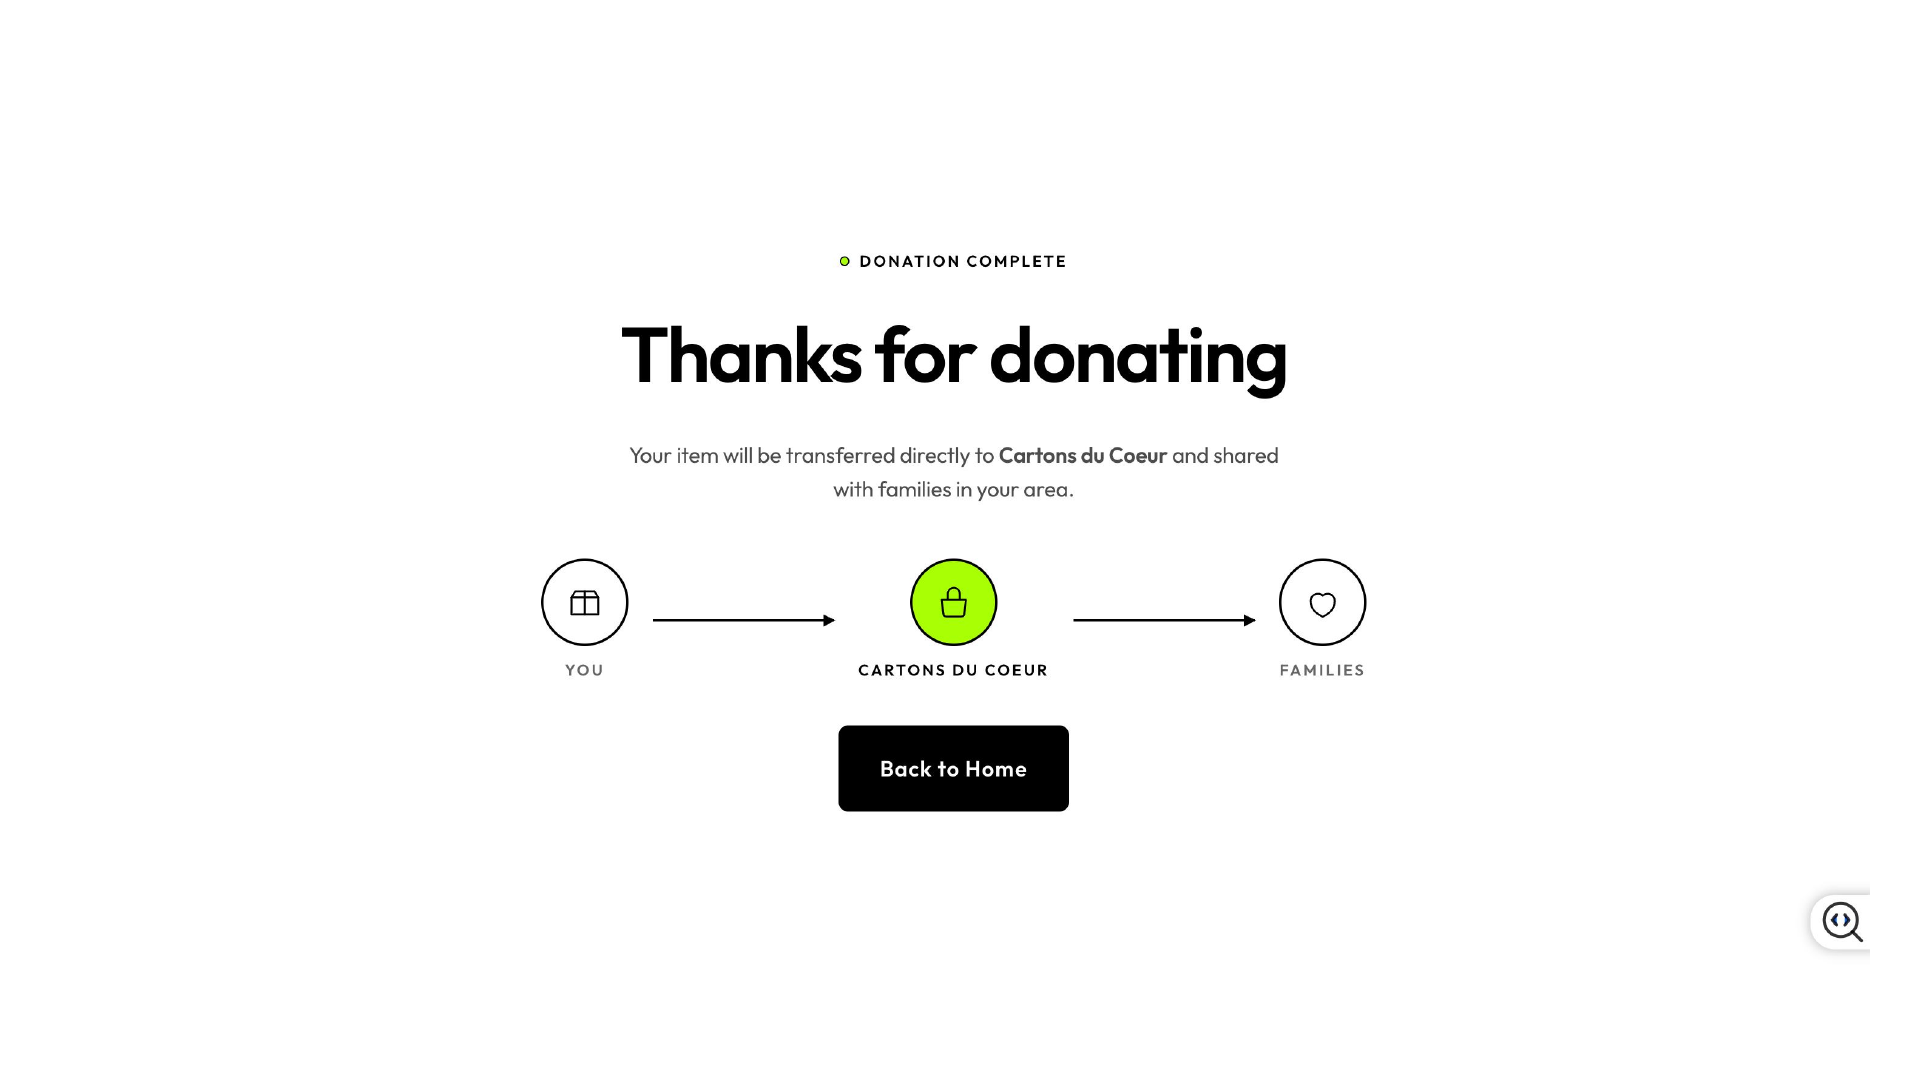 DONATION COMPLETE
Thanks for donating
Your item will be transferred directly to Cartons du Coeur and shared
with families in your area.
YOU
CARTONS DU COEUR
FAMILIES
Back to Home